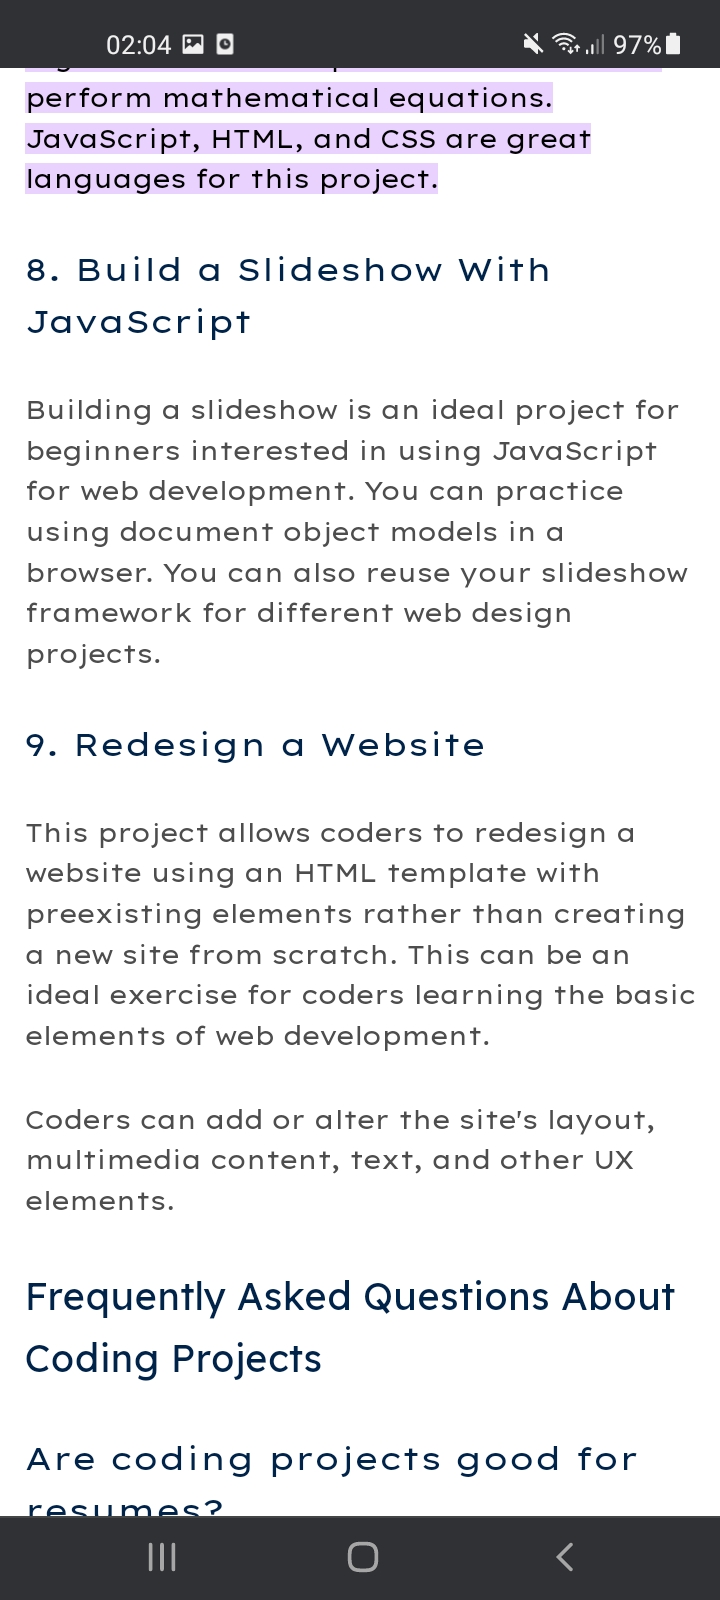 02:04
97%
perform mathematical equations.
JavaScript, HTML, and CSS are great
languages for this project.
8. Build a Slideshow With
JavaScript
Building a slideshow is an ideal project for
beginners interested in using JavaScript
for web development. You can practice
using document object models in a
browser. You can also reuse your slideshow
framework for different web design
projects.
9. Redesign a Website
This project allows coders to redesign a
website using an HTML template with
preexisting elements rather than creating
a new site from scratch. This can be an
ideal exercise for coders learning the basic
elements of web development.
Coders can add or alter the site's layout,
multimedia content, text, and other UX
elements.
Frequently Asked Questions About
Coding Projects
Are coding projects good for
resumes?